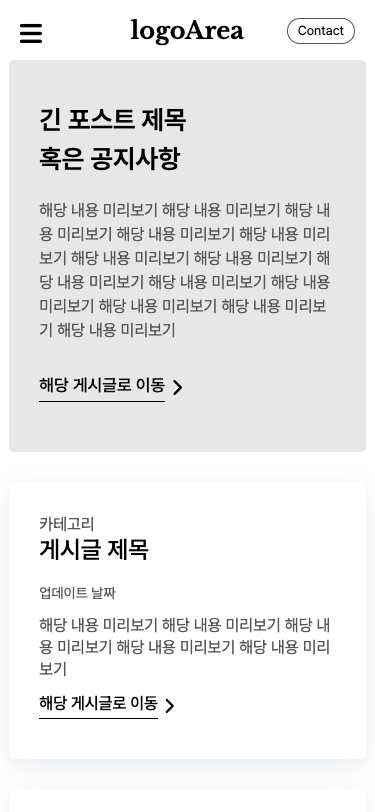 logoArea
Contact
긴 포스트 제목
혹은 공지사항
해당 내용 미리보기 해당 내용 미리보기 해당 내
용 미리보기 해당 내용 미리보기 해당 내용 미리
보기 해당 내용 미리보기 해당 내용 미리보기 해
당 내용 미리보기 해당 내용 미리보기 해당 내용
미리보기 해당 내용 미리보기 해당 내용 미리보
기 해당 내용 미리보기
해당 게시글로 이동
카테고리
게시글 제목
업데이트 날짜
해당 내용 미리보기 해당 내용 미리보기 해당 내
용 미리보기 해당 내용 미리보기 해당 내용 미리
보기
해당 게시글로 이동